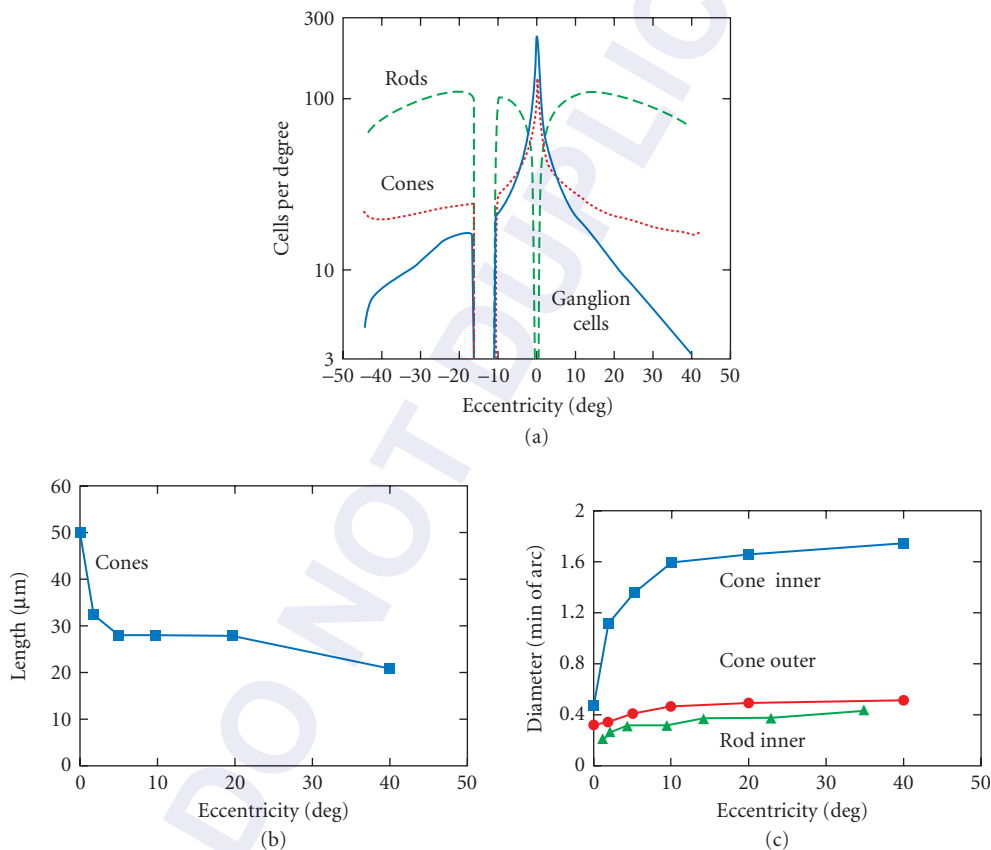 300
100
10
3
Cells per degree
Rods
Cones
Ganglion
cells
−50 −40 −30 −20 −10 0 10 20 30 40 50
Eccentricity (deg)
(a)
60
50
40
30
20
10
0
Length (µm)
Cones
0 10 20 30 40 50
Eccentricity (deg)
(b)
2
1.6
1.2
0.8
0.4
0
Diameter (min of arc)
Cone inner
Cone outer
Rod inner
0 10 20 30 40 50
Eccentricity (deg)
(c)
DO NOT DUPLIC